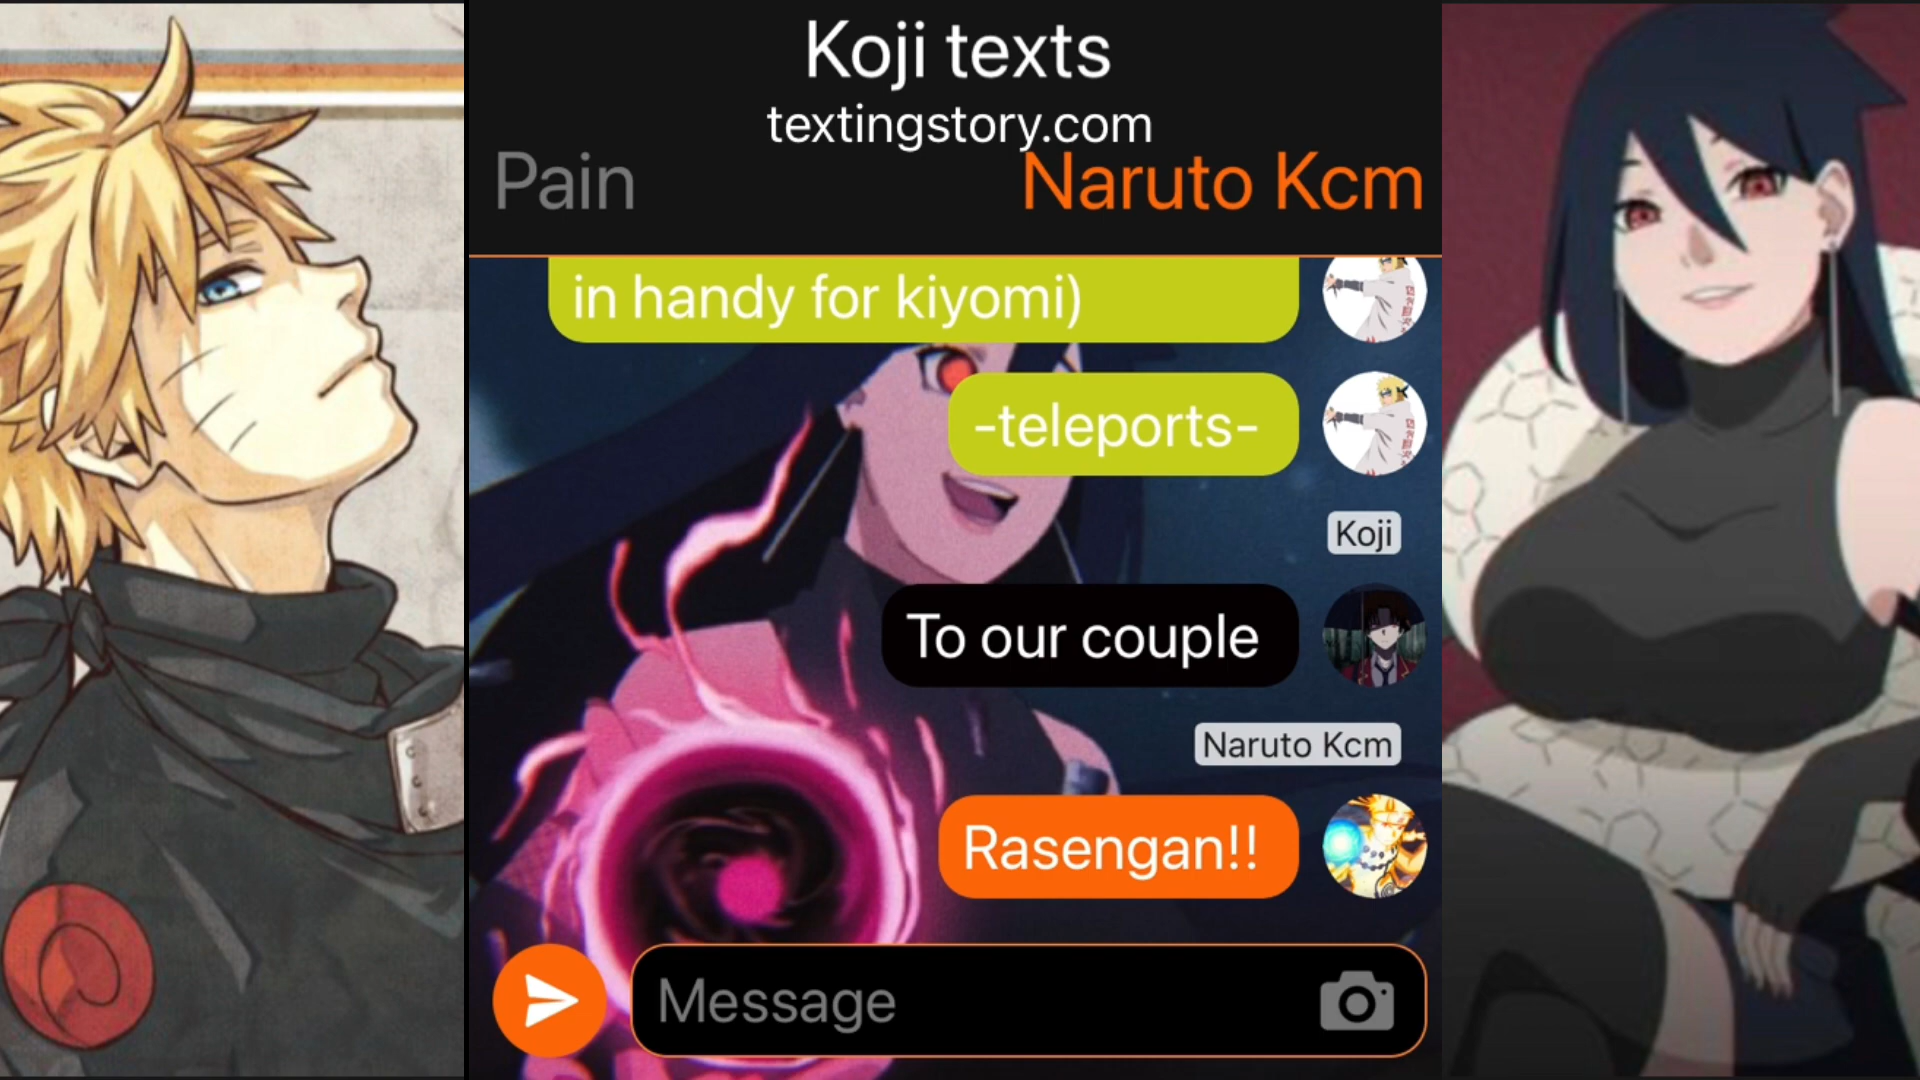 Koji texts
textingstory.com
Pain
Naruto Kcm
in handy for kiyomi)
-teleports-
Koji
To our couple
Naruto Kcm
Rasengan!!
Message